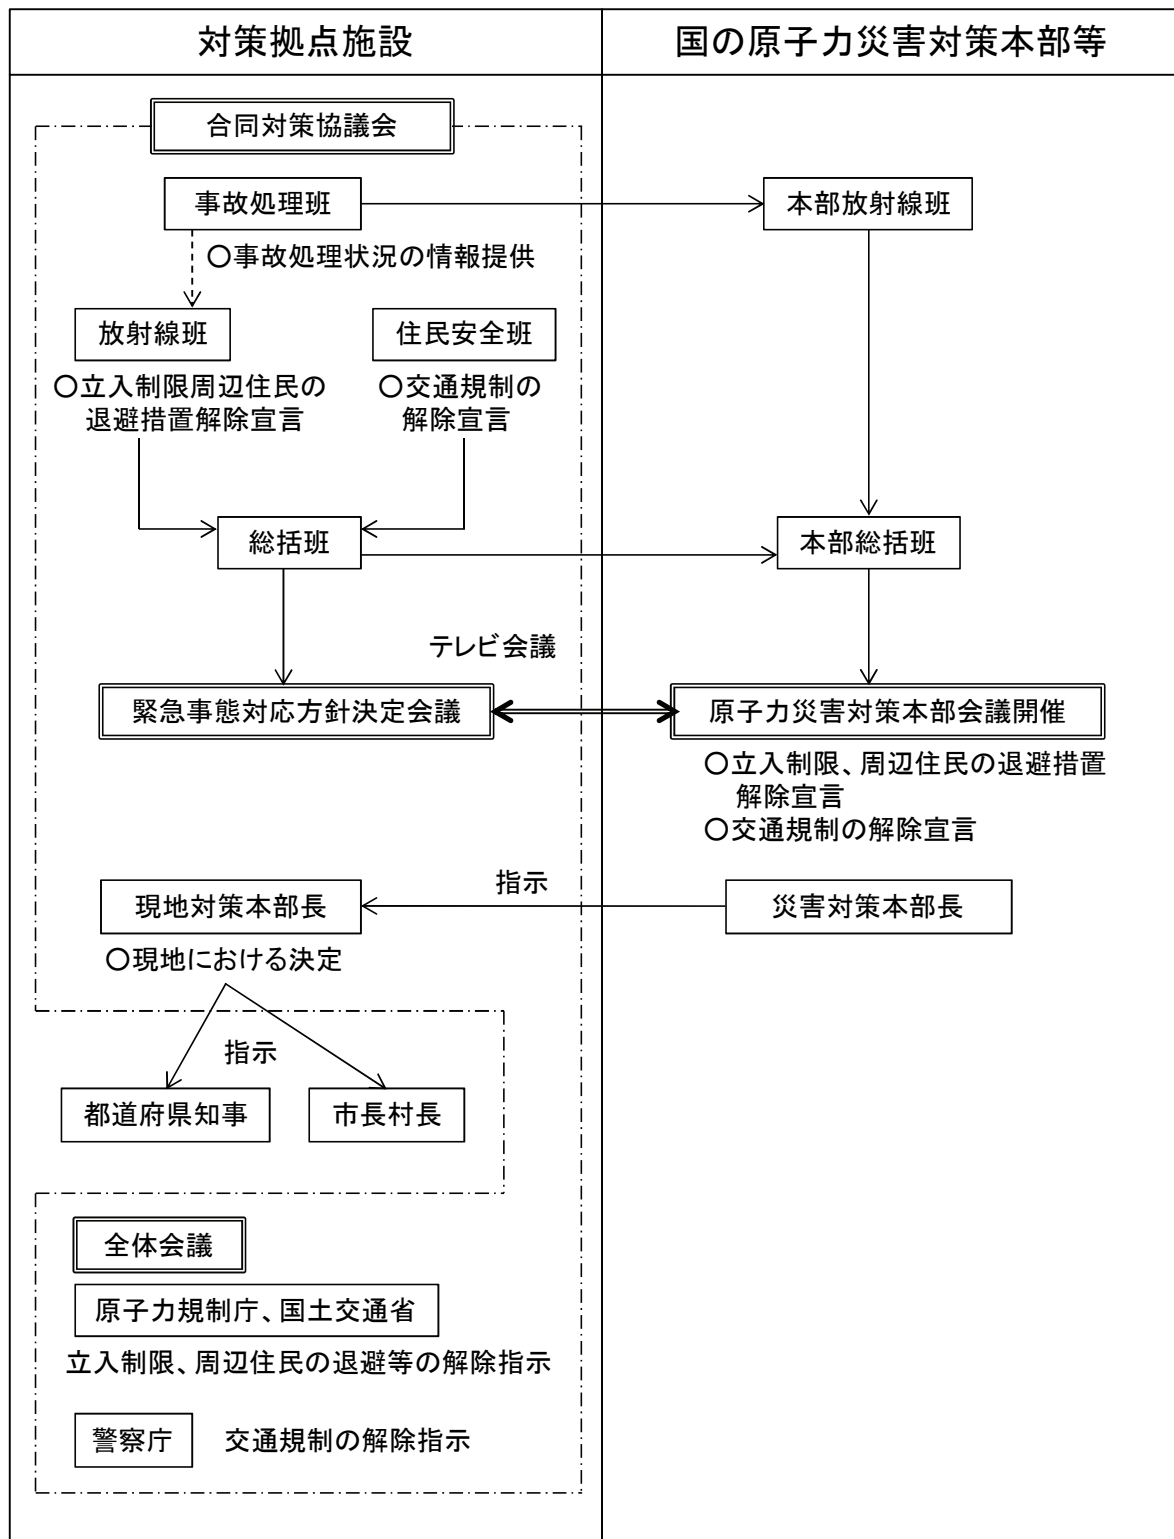 対策拠点施設
国の原子力災害対策本部等
合同対策協議会
事故処理班
本部放射線班
○事故処理状況の情報提供
放射線班
住民安全班
○立入制限周辺住民の
退避措置解除宣言
○交通規制の
解除宣言
総括班
本部総括班
テレビ会議
緊急事態対応方針決定会議
原子力災害対策本部会議開催
○立入制限、周辺住民の退避措置
解除宣言
○交通規制の解除宣言
指示
現地対策本部長
災害対策本部長
○現地における決定
指示
都道府県知事
市長村長
全体会議
原子力規制庁、国土交通省
立入制限、周辺住民の退避等の解除指示
警察庁
交通規制の解除指示